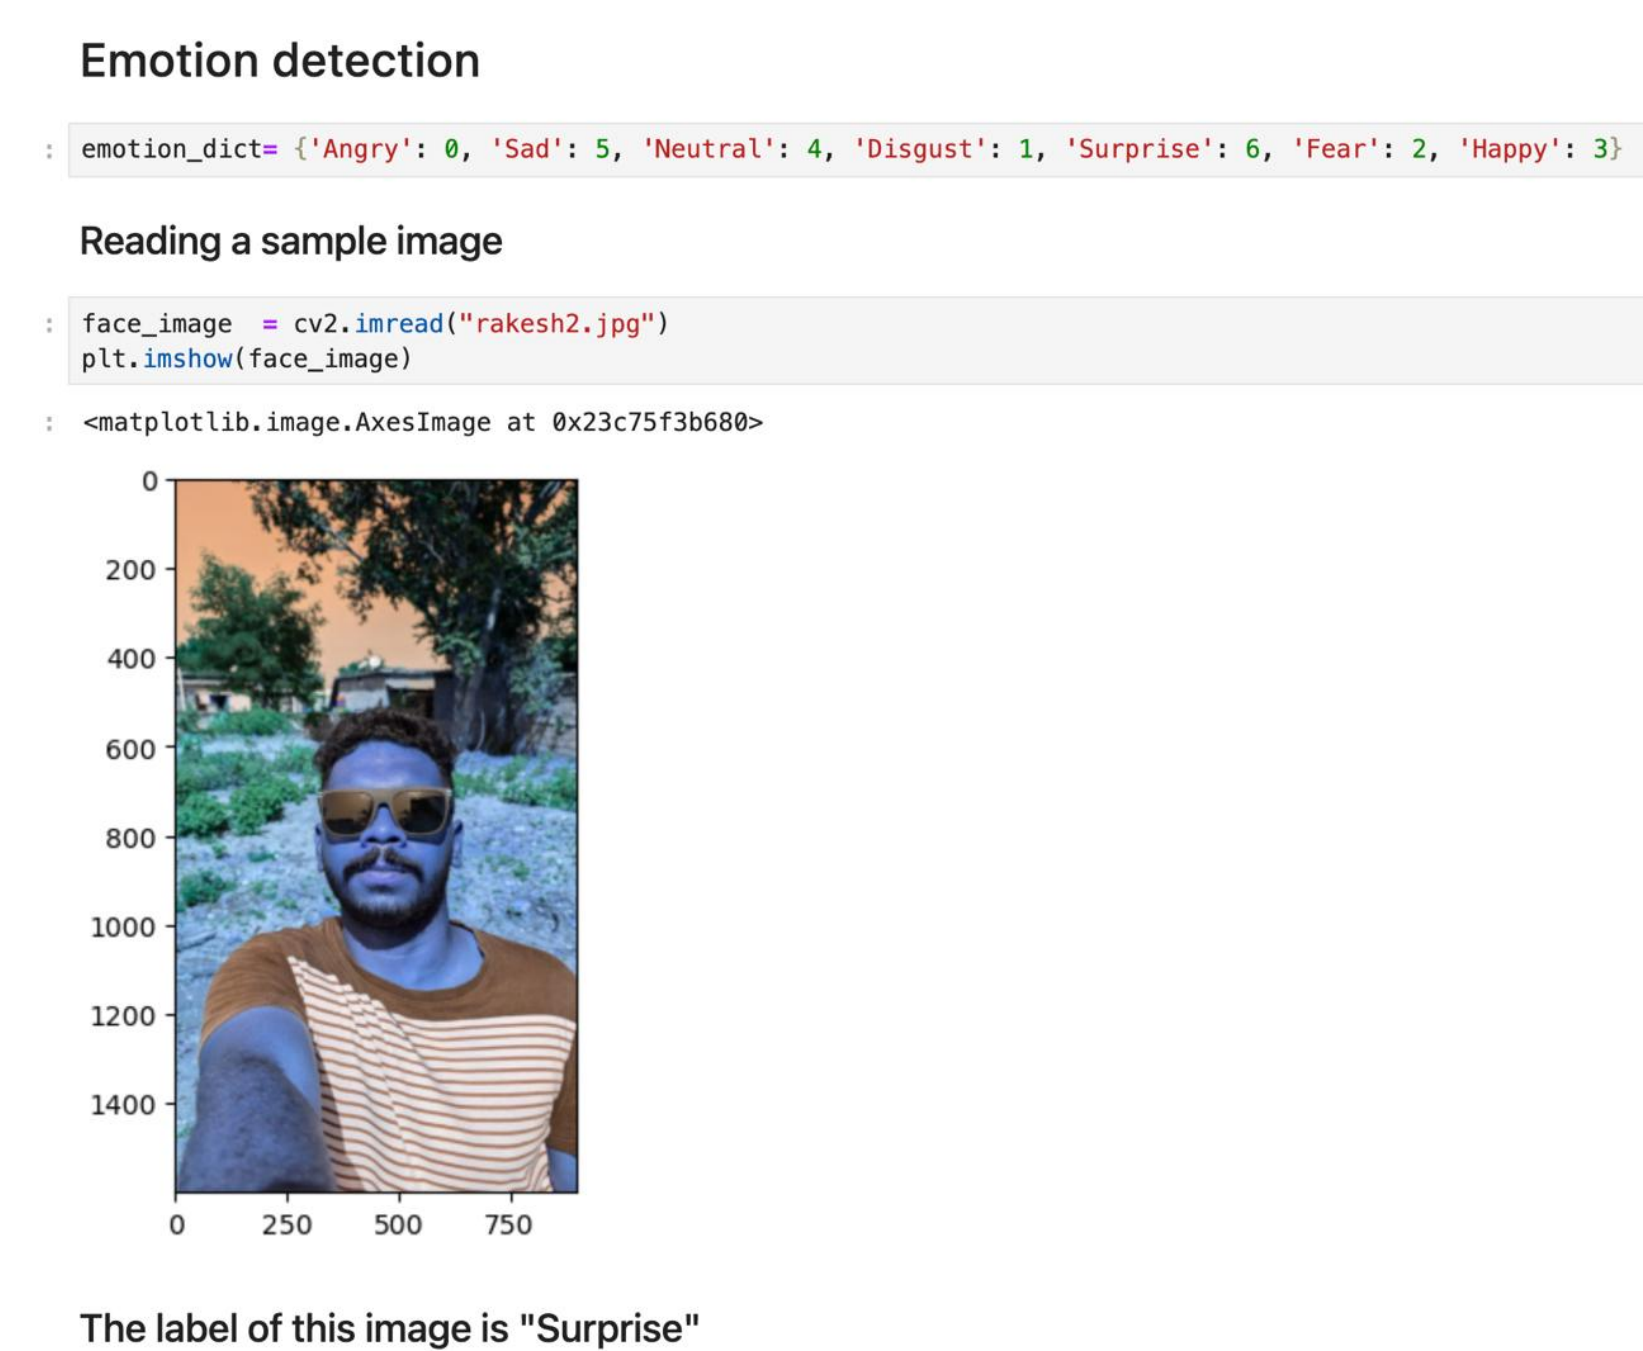 Emotion detection
: emotion_dict= {'Angry': 0, 'Sad': 5, 'Neutral': 4, 'Disgust': 1, 'Surprise': 6, 'Fear': 2, 'Happy': 3}
Reading a sample image
: face_image  = cv2.imread("rakesh2.jpg")
plt.imshow(face_image)
: <matplotlib.image.AxesImage at 0x23c75f3b680>
0
200
400
600
800
1000
1200
1400
0 250 500 750
The label of this image is "Surprise"